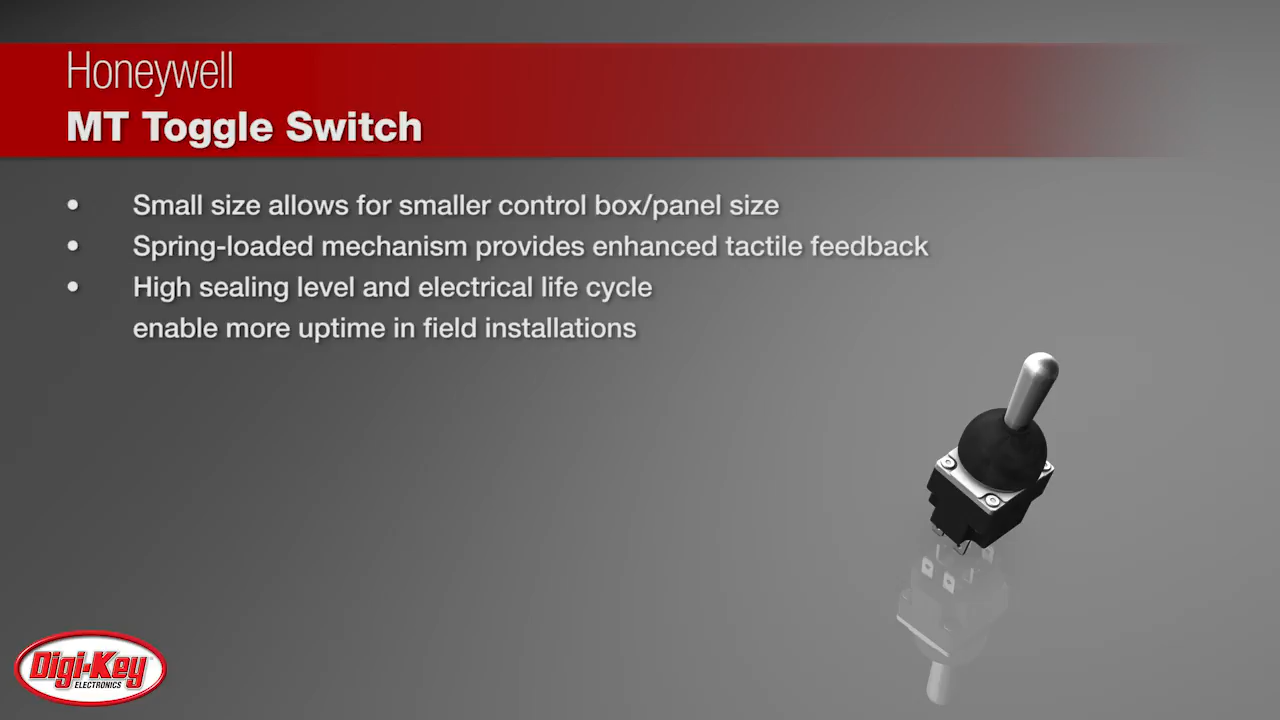 Honeywell
MT Toggle Switch
• Small size allows for smaller control box/panel size
• Spring-loaded mechanism provides enhanced tactile feedback
• High sealing level and electrical life cycle
enable more uptime in field installations
Digi-Key
ELECTRONICS